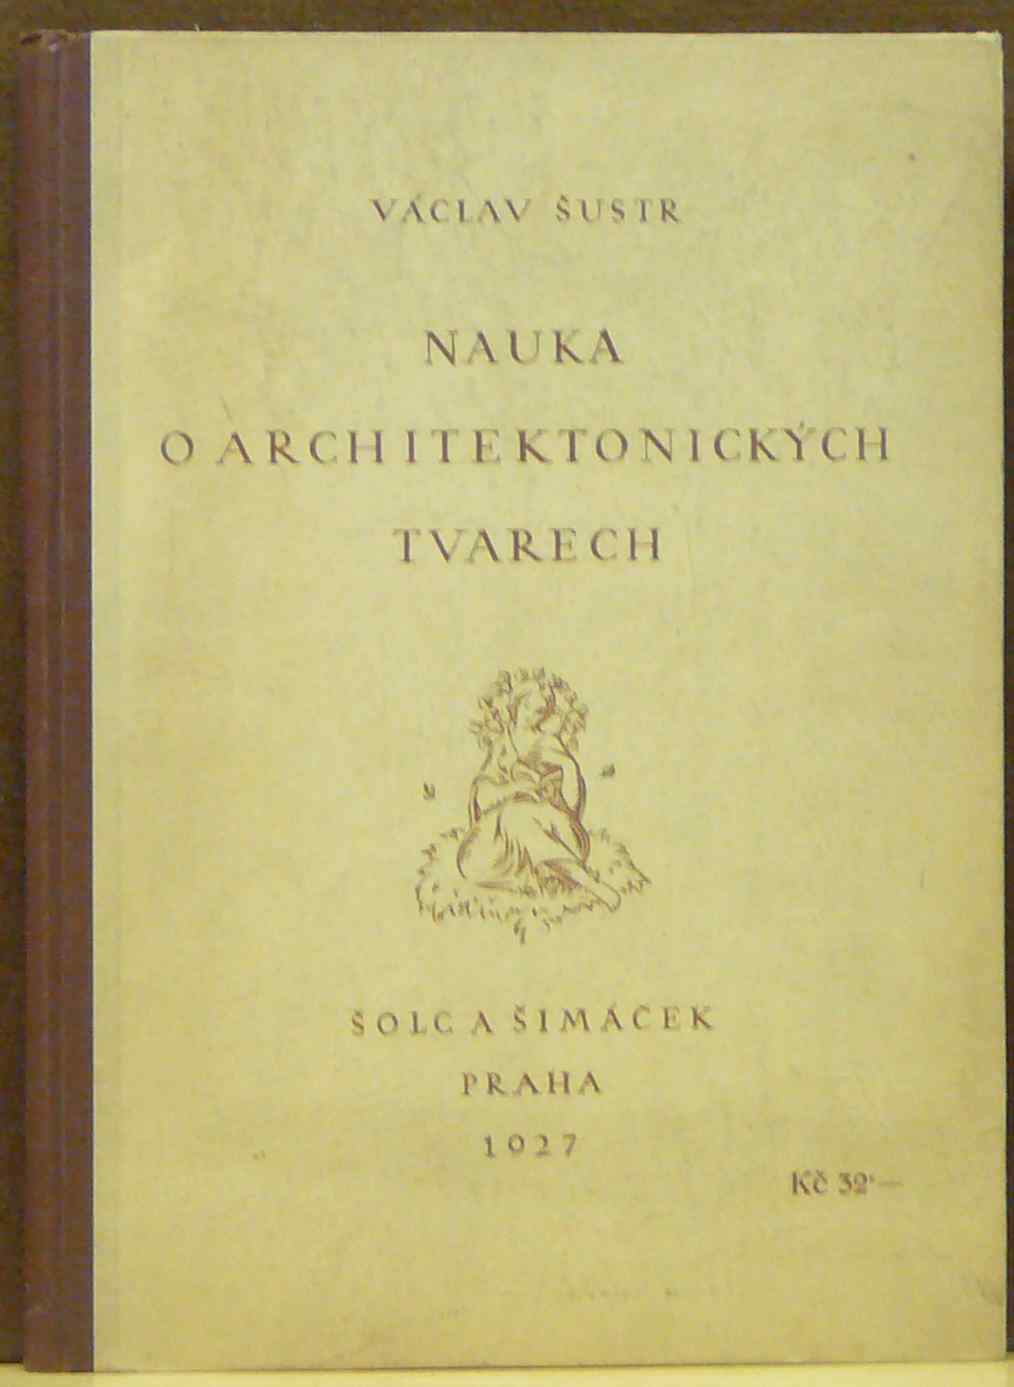 VÁCLAV ŠUSTR
NAUKA
O ARCHITEKTONICKÝCH
TVARECH
ŠOLC A ŠIMÁČEK
PRAHA
1927
Kč 32·—